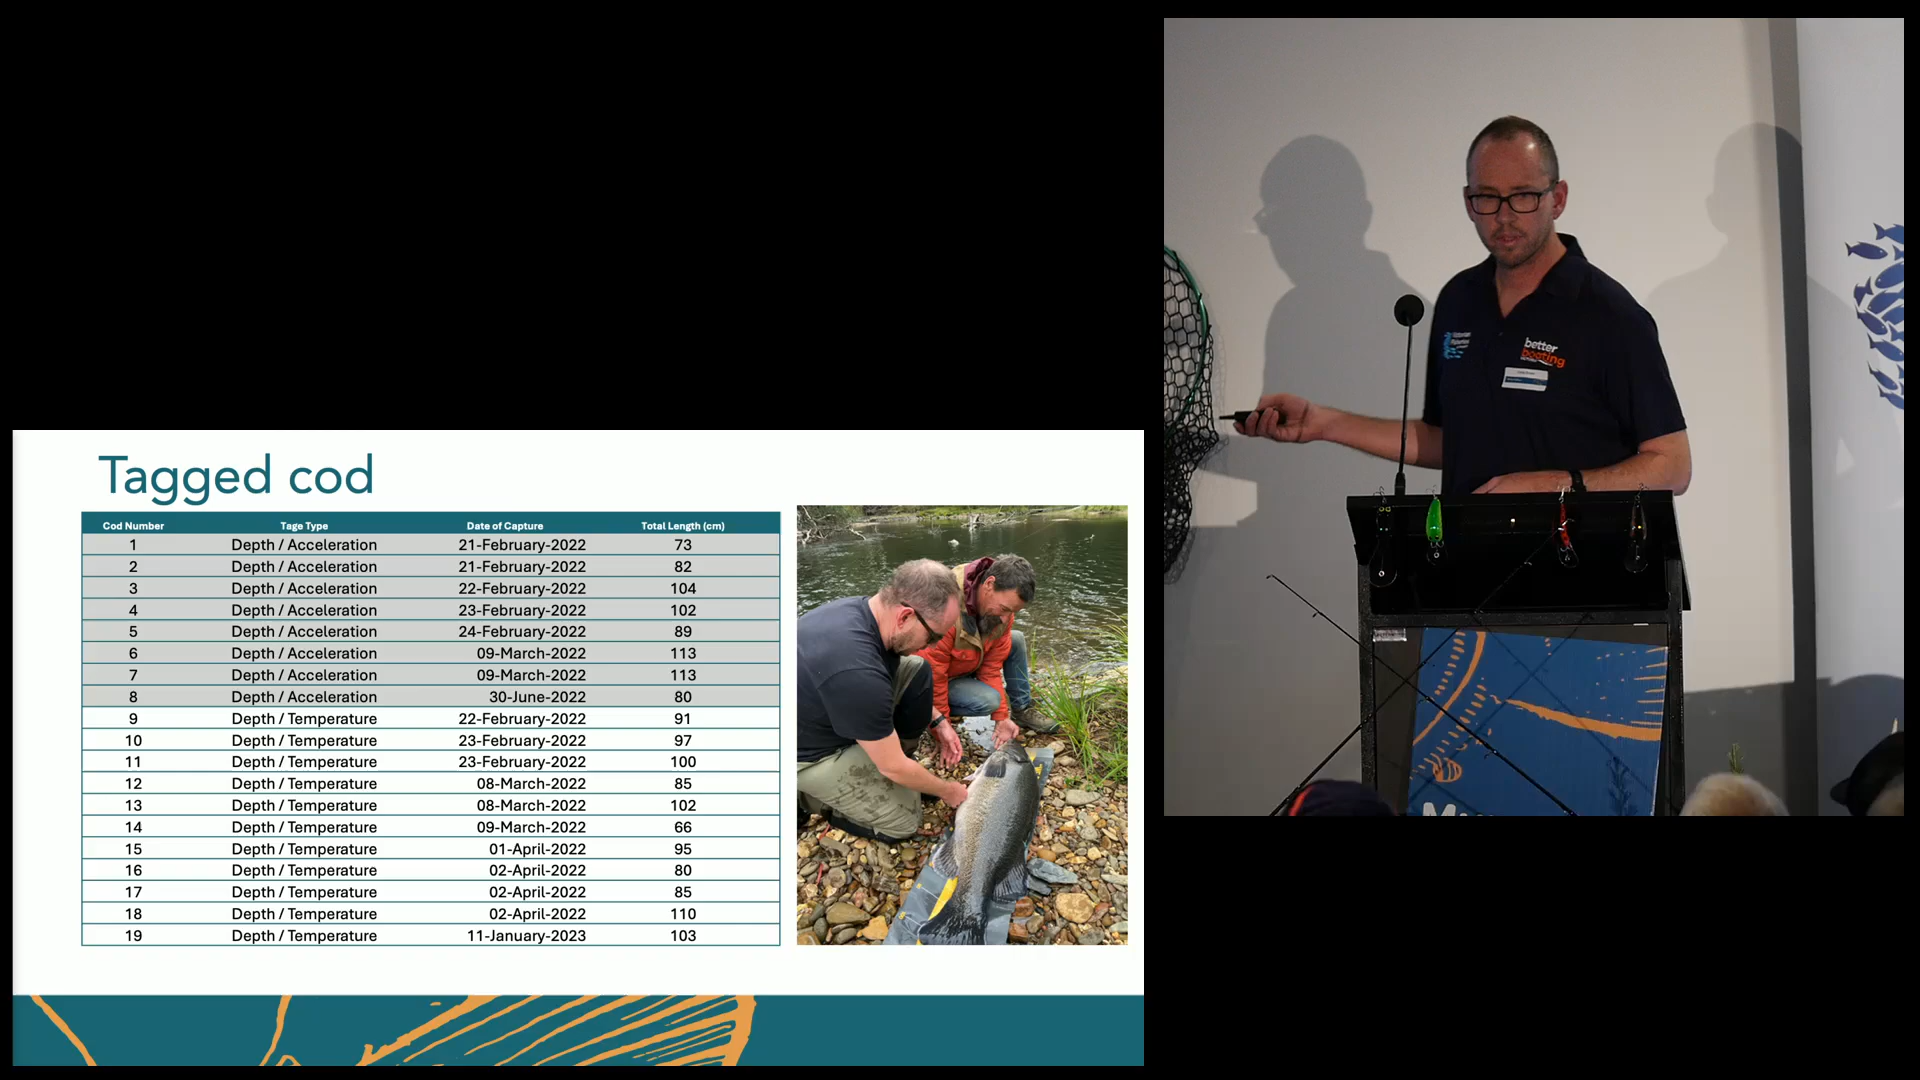 Tagged cod
Cod Number Tage Type Date of Capture Total Length (cm)
1 Depth / Acceleration 21-February-2022 73
2 Depth / Acceleration 21-February-2022 82
3 Depth / Acceleration 22-February-2022 104
4 Depth / Acceleration 23-February-2022 102
5 Depth / Acceleration 24-February-2022 89
6 Depth / Acceleration 09-March-2022 113
7 Depth / Acceleration 09-March-2022 113
8 Depth / Acceleration 30-June-2022 80
9 Depth / Temperature 22-February-2022 91
10 Depth / Temperature 23-February-2022 97
11 Depth / Temperature 23-February-2022 100
12 Depth / Temperature 08-March-2022 85
13 Depth / Temperature 08-March-2022 102
14 Depth / Temperature 09-March-2022 66
15 Depth / Temperature 01-April-2022 95
16 Depth / Temperature 02-April-2022 80
17 Depth / Temperature 02-April-2022 85
18 Depth / Temperature 02-April-2022 110
19 Depth / Temperature 11-January-2023 103
better
boating